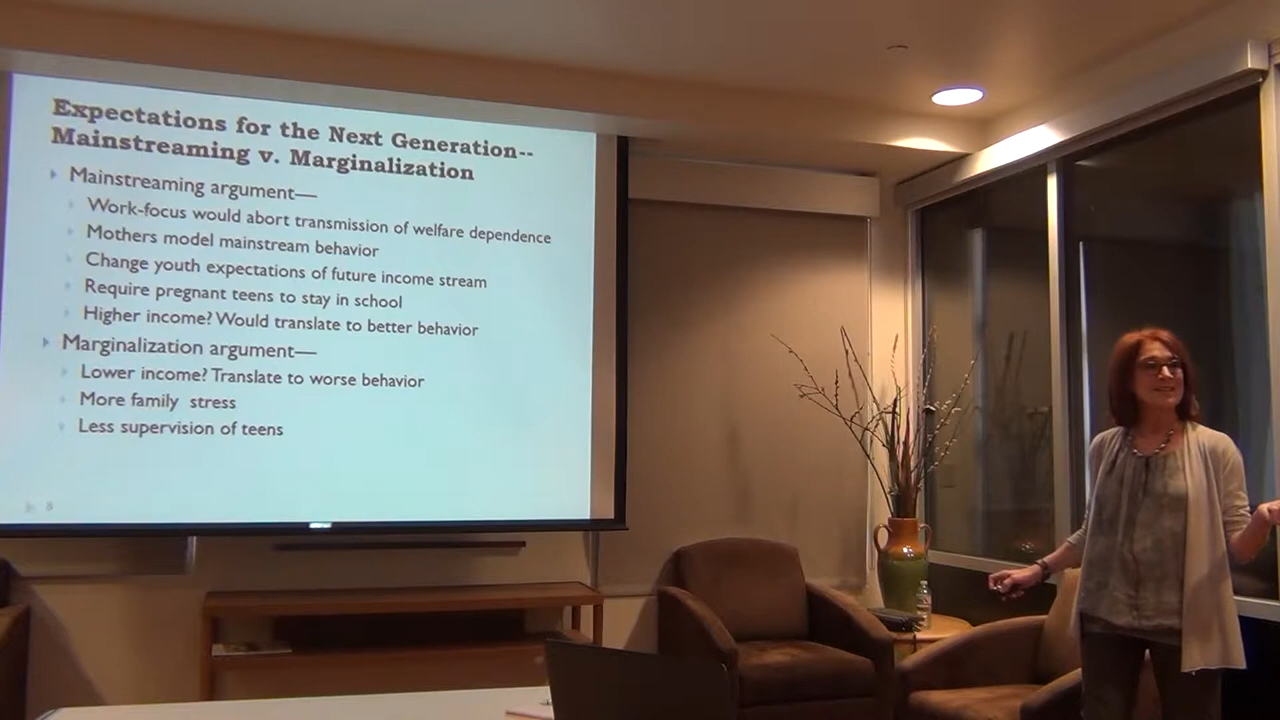 Expectations for the Next Generation--
Mainstreaming v. Marginalization
Mainstreaming argument—
Work-focus would abort transmission of welfare dependence
Mothers model mainstream behavior
Change youth expectations of future income stream
Require pregnant teens to stay in school
Higher income? Would translate to better behavior
Marginalization argument—
Lower income? Translate to worse behavior
More family stress
Less supervision of teens
8